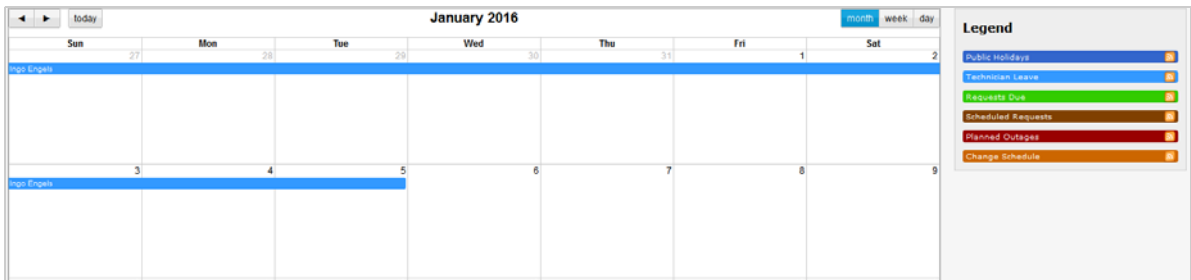 ◄ ► today January 2016 month week day
Sun Mon Tue Wed Thu Fri Sat
27 28 29 30 31 1 2
Ingo Engels
3 4 5 6 7 8 9
Ingo Engels
Legend
Public Holidays
Technician Leave
Requests Due
Scheduled Requests
Planned Outages
Change Schedule